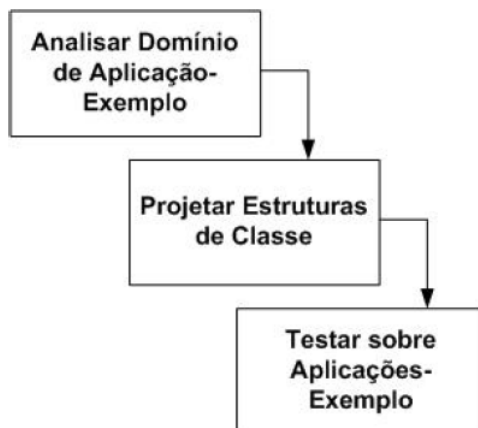 Analisar Domínio
de Aplicação-
Exemplo
Projetar Estruturas
de Classe
Testar sobre
Aplicações-
Exemplo